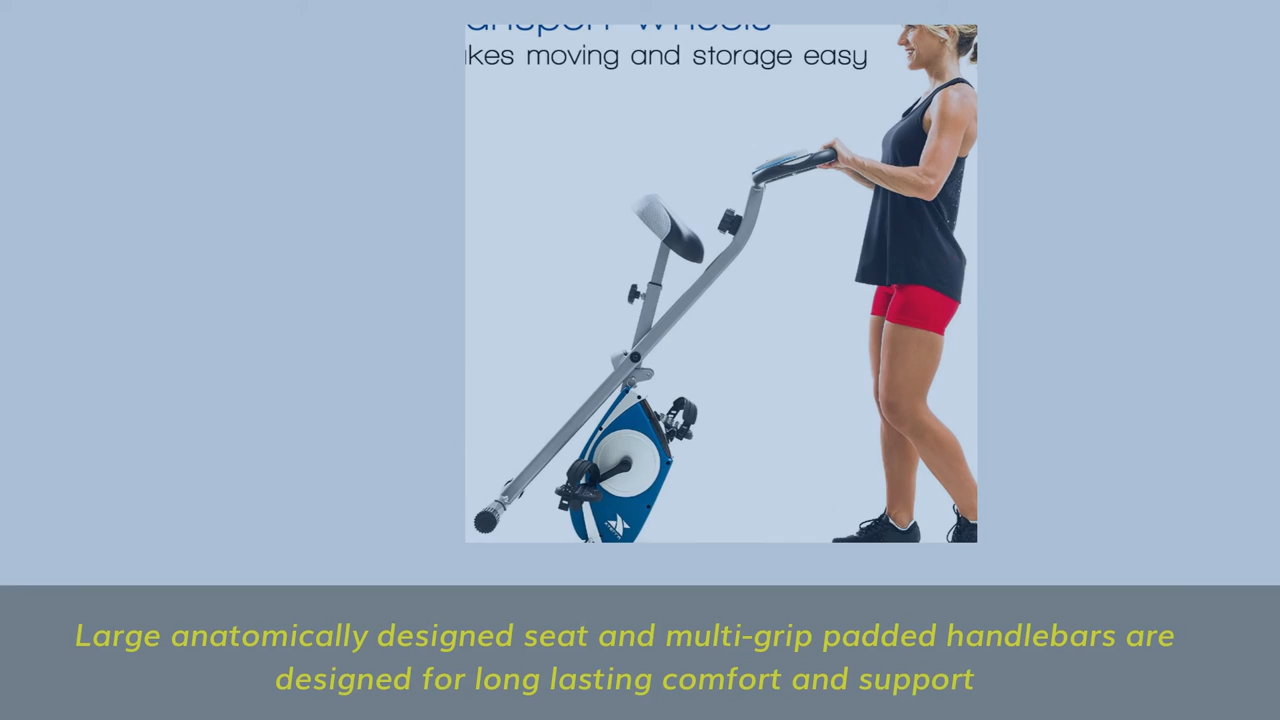 akes moving and storage easy
Large anatomically designed seat and multi-grip padded handlebars are
designed for long lasting comfort and support